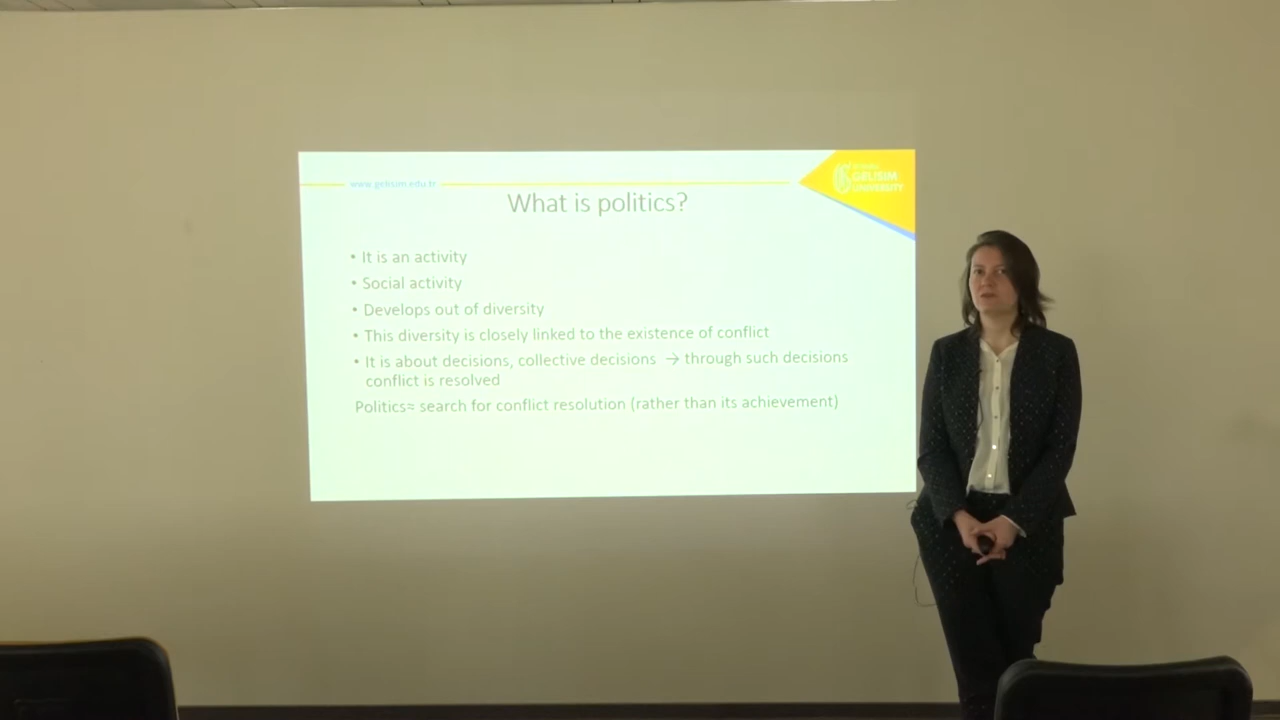 www.gelisim.edu.tr
GELISIM
UNIVERSITY
What is politics?
• It is an activity
• Social activity
• Develops out of diversity
• This diversity is closely linked to the existence of conflict
• It is about decisions, collective decisions → through such decisions
conflict is resolved
Politics≈ search for conflict resolution (rather than its achievement)